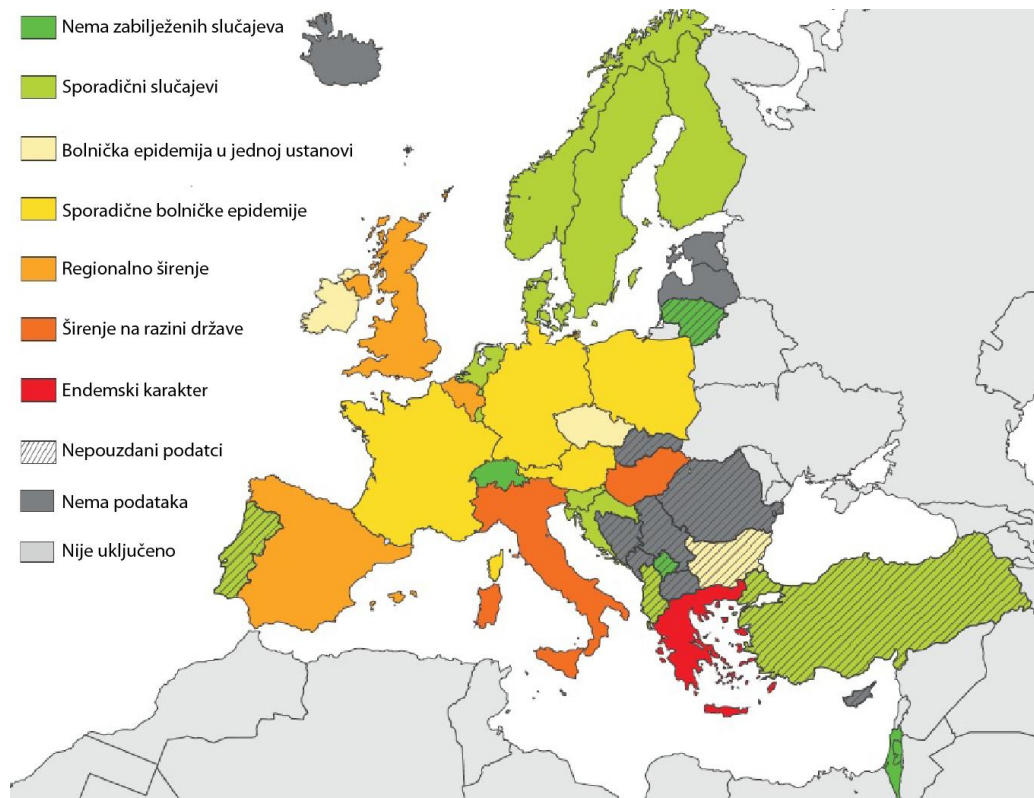 Nema zabilježenih slučajeva
Sporadični slučajevi
Bolnička epidemija u jednoj ustanovi
Sporadične bolničke epidemije
Regionalno širenje
Širenje na razini države
Endemski karakter
Nepouzdani podatci
Nema podataka
Nije uključeno